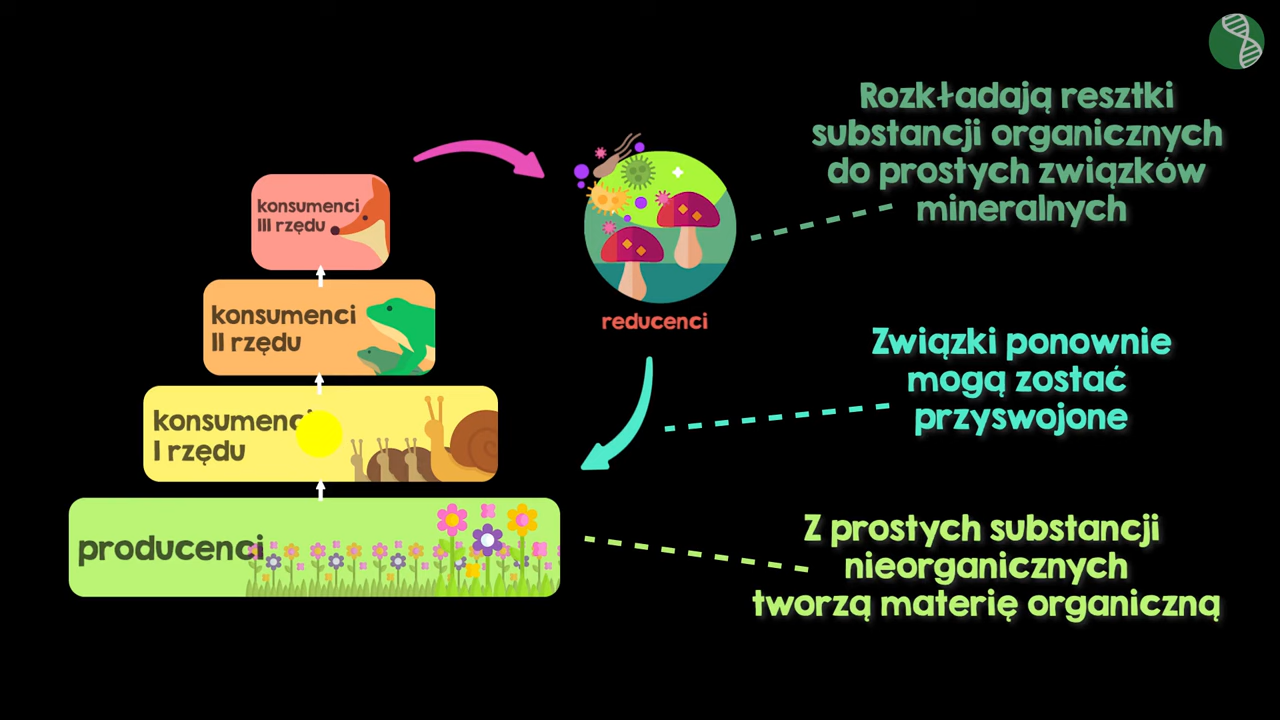 Rozkładają resztki
substancji organicznych
do prostych związków
mineralnych
konsumenci
III rzędu
konsumenci
II rzędu
reducenci
Związki ponownie
mogą zostać
przyswojone
konsumenci
I rzędu
producenci
Z prostych substancji
nieorganicznych
tworzą materię organiczną